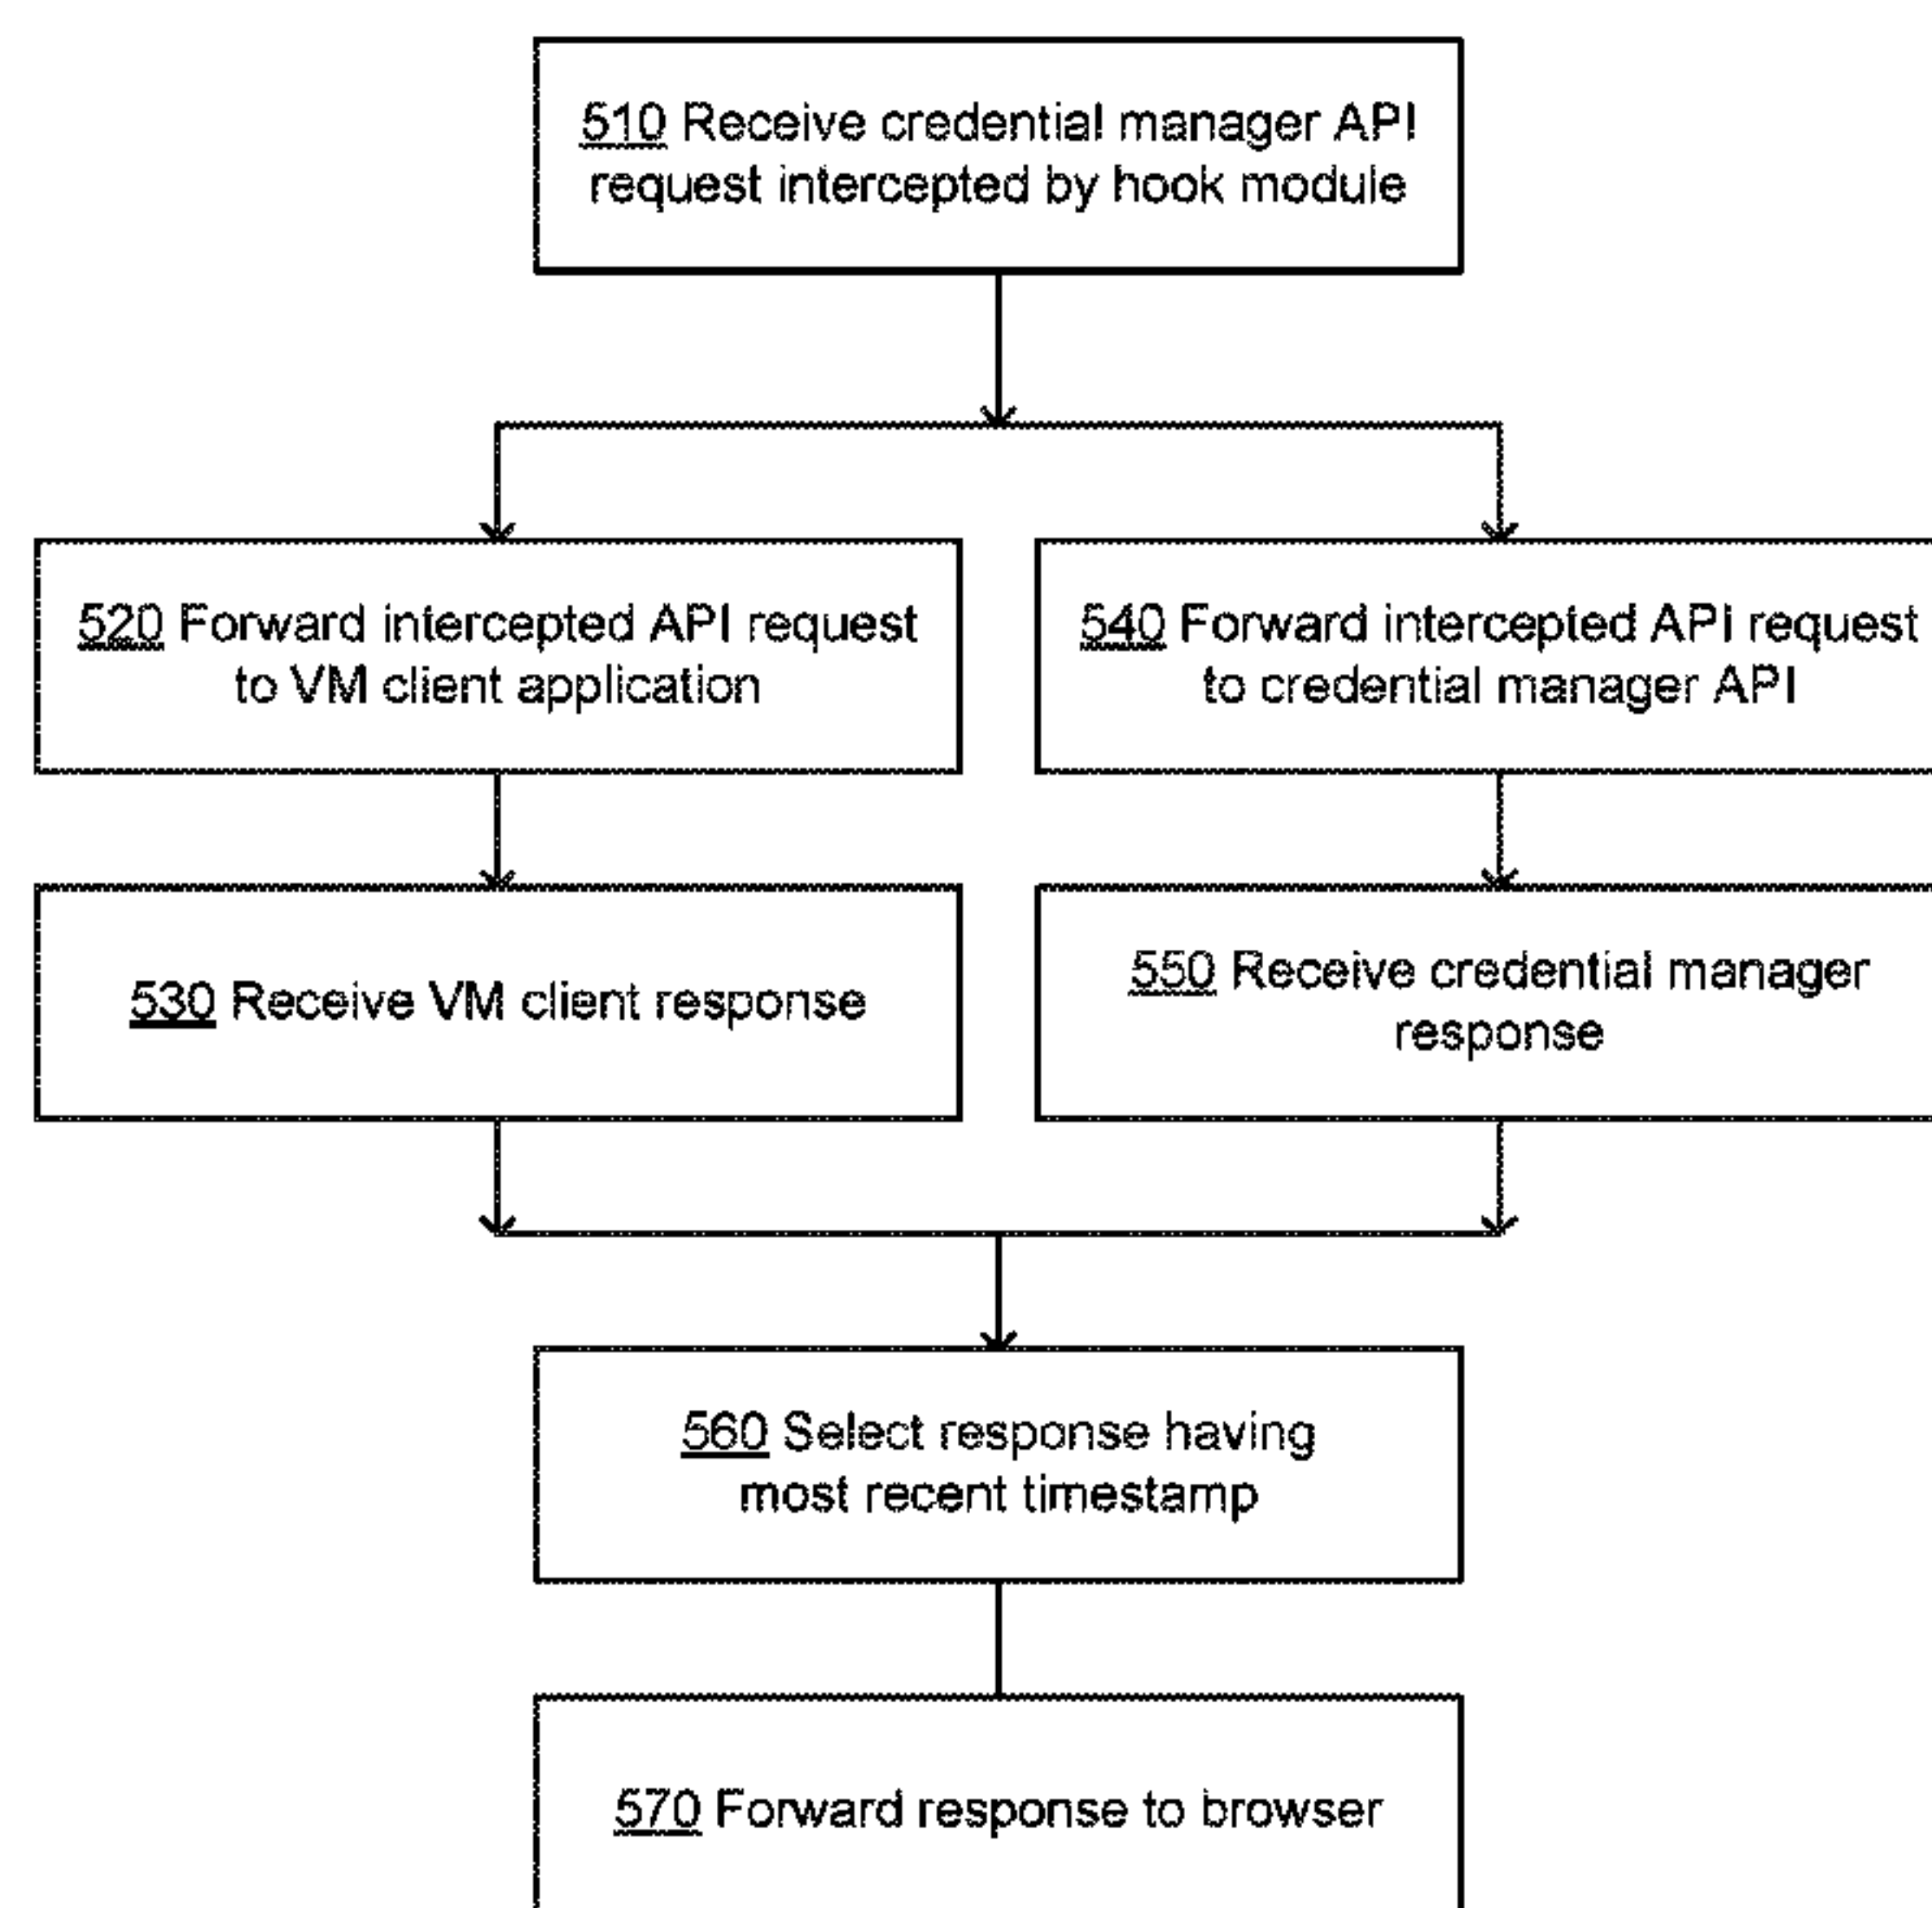 510 Receive credential manager API
request intercepted by hook module
520 Forward intercepted API request
to VM client application
540 Forward intercepted API request
to credential manager API
530 Receive VM client response
550 Receive credential manager
response
560 Select response having
most recent timestamp
570 Forward response to browser